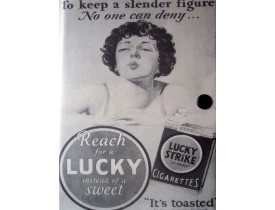 To keep a slender figure
No one can deny...
Reach
for a
LUCKY
instead of a
sweet
LUCKY
STRIKE
CIGARETTES
"It's toasted"